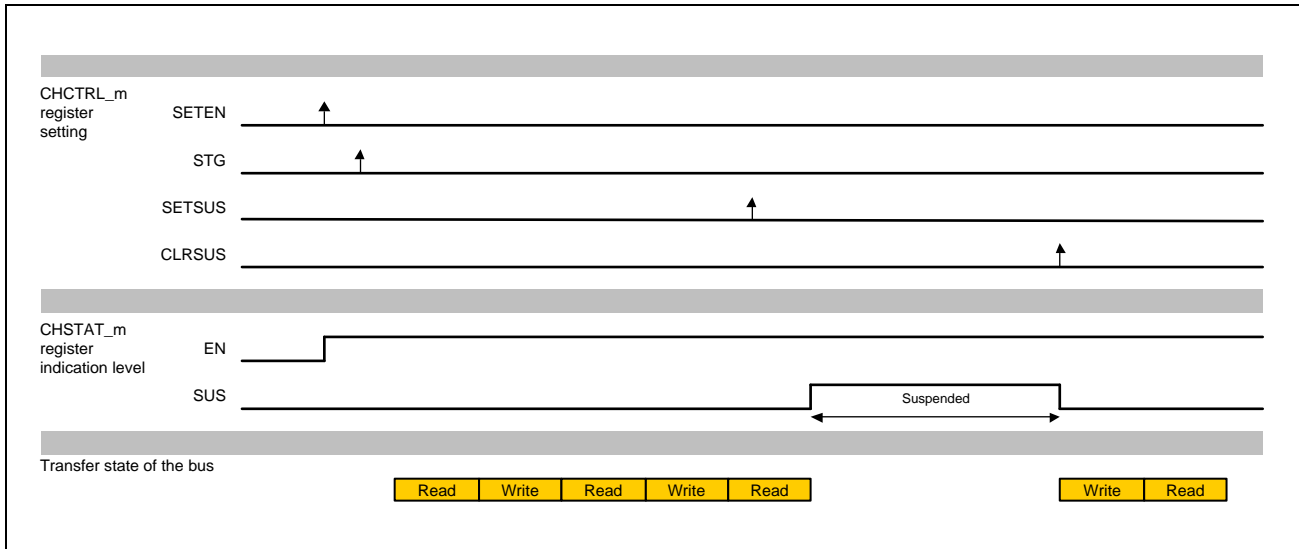 CHCTRL_m
register
setting
SETEN
STG
SETSUS
CLRSUS
CHSTAT_m
register
indication level
EN
SUS
Suspended
Transfer state of the bus
Read Write Read Write Read Write Read